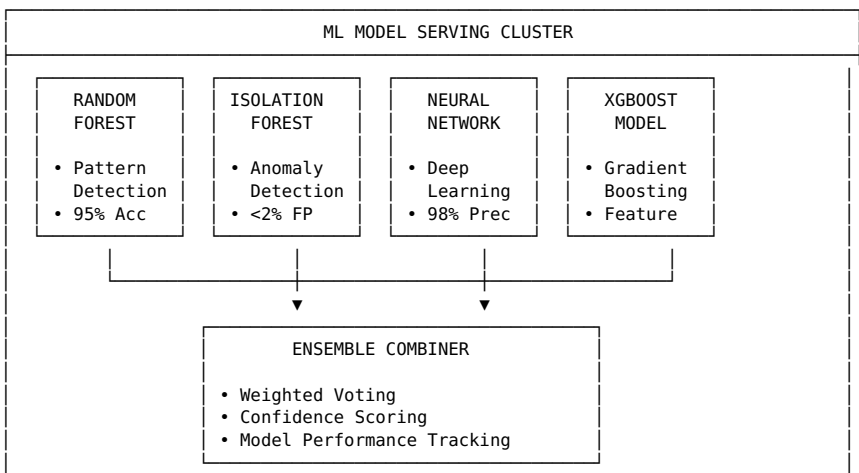 ML MODEL SERVING CLUSTER
RANDOM
FOREST
• Pattern
Detection
• 95% Acc
ISOLATION
FOREST
• Anomaly
Detection
• <2% FP
NEURAL
NETWORK
• Deep
Learning
• 98% Prec
XGBOOST
MODEL
• Gradient
Boosting
• Feature
ENSEMBLE COMBINER
• Weighted Voting
• Confidence Scoring
• Model Performance Tracking